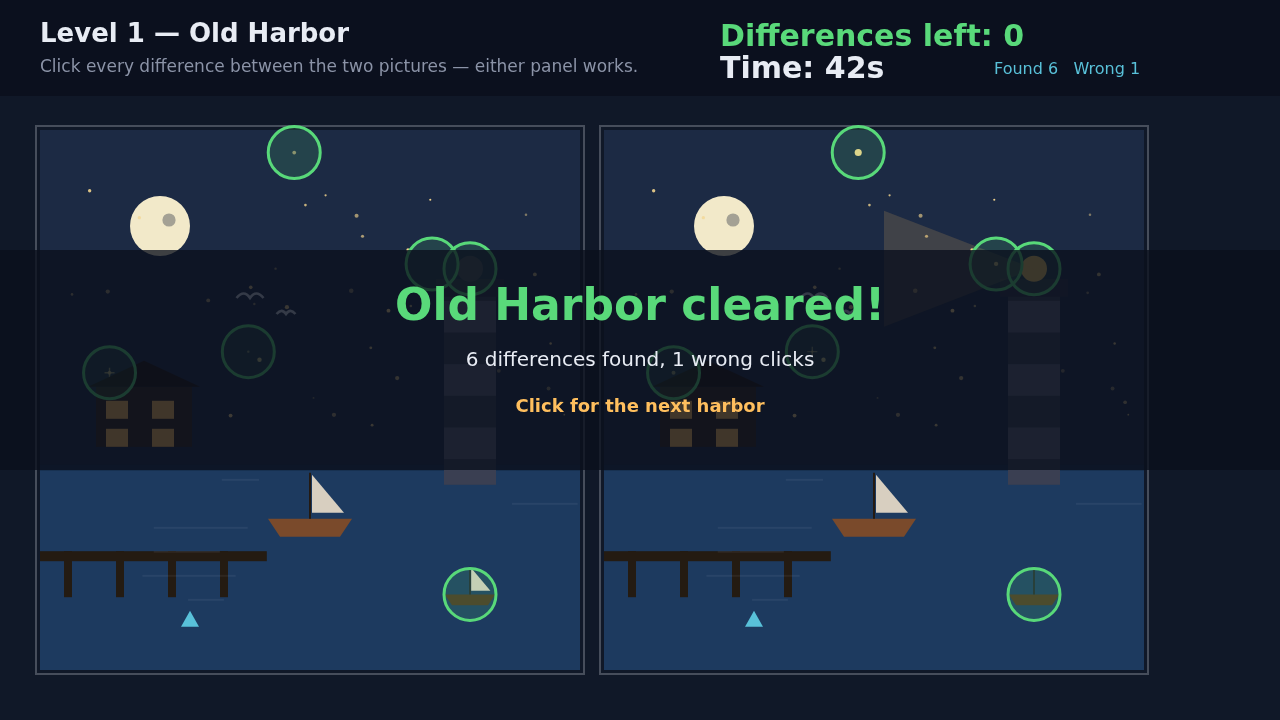 Level 1 — Old Harbor
Click every difference between the two pictures — either panel works.
Differences left: 0
Time: 42s
Found 6 Wrong 1
Old Harbor cleared!
6 differences found, 1 wrong clicks
Click for the next harbor